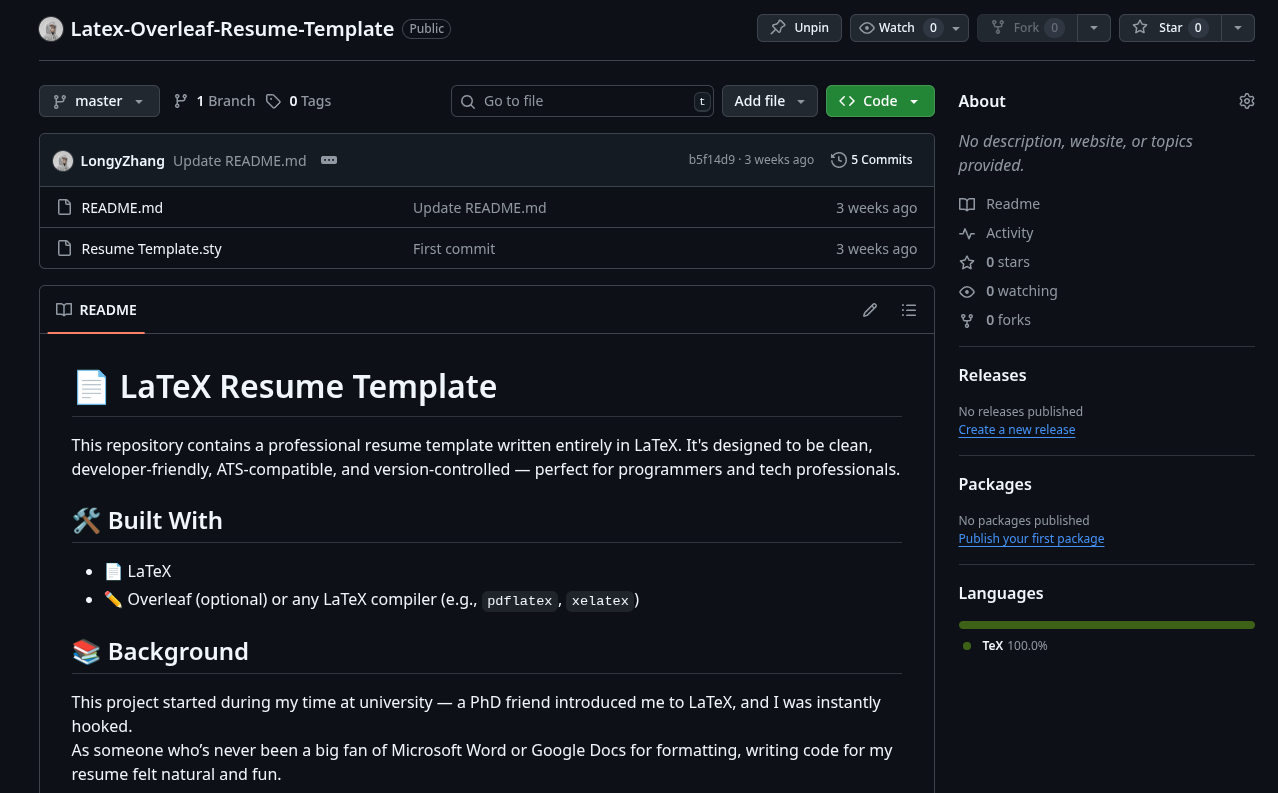 Latex-Overleaf-Resume-Template Public Unpin Watch 0 Fork 0 Star 0
master 1 Branch 0 Tags Go to file t Add file Code
LongyZhang Update README.md b5f14d9 · 3 weeks ago 5 Commits
README.md Update README.md 3 weeks ago
Resume Template.sty First commit 3 weeks ago
README
📄 LaTeX Resume Template
This repository contains a professional resume template written entirely in LaTeX. It's designed to be clean,
developer-friendly, ATS-compatible, and version-controlled — perfect for programmers and tech professionals.
🛠️ Built With
• 📄 LaTeX
• ✏️ Overleaf (optional) or any LaTeX compiler (e.g., pdflatex, xelatex)
📚 Background
This project started during my time at university — a PhD friend introduced me to LaTeX, and I was instantly
hooked.
As someone who’s never been a big fan of Microsoft Word or Google Docs for formatting, writing code for my
resume felt natural and fun.
About
No description, website, or topics
provided.
Readme
Activity
0 stars
0 watching
0 forks
Releases
No releases published
Create a new release
Packages
No packages published
Publish your first package
Languages
TeX 100.0%